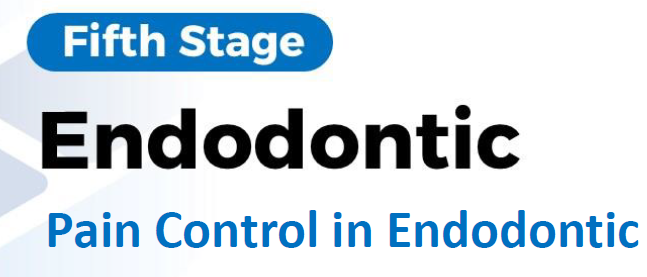 Fifth Stage
Endodontic
Pain Control in Endodontic